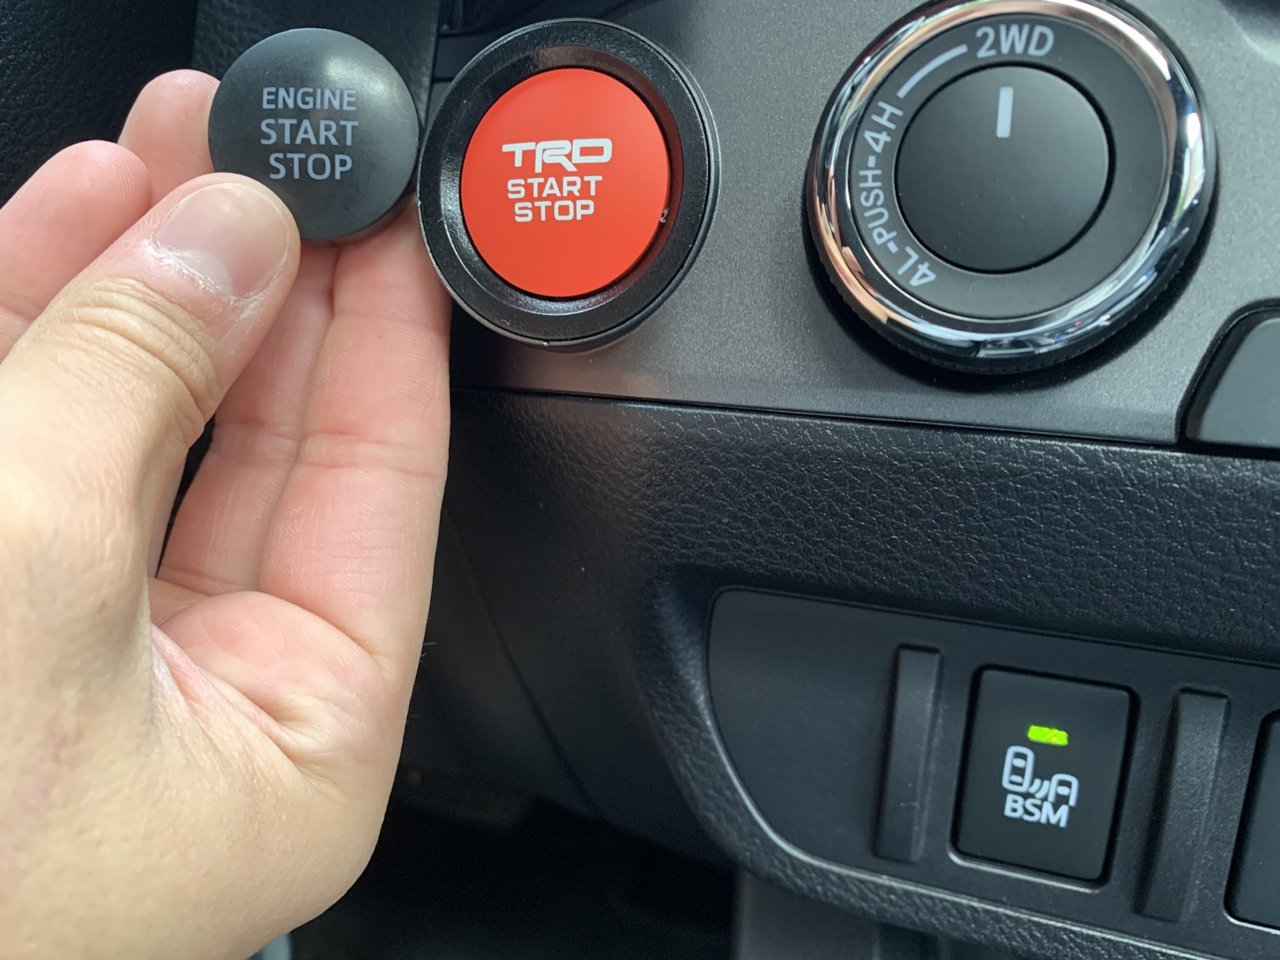 ENGINE
START
STOP
TRD
START
STOP
2WD
4L-PUSH-4H
BSM